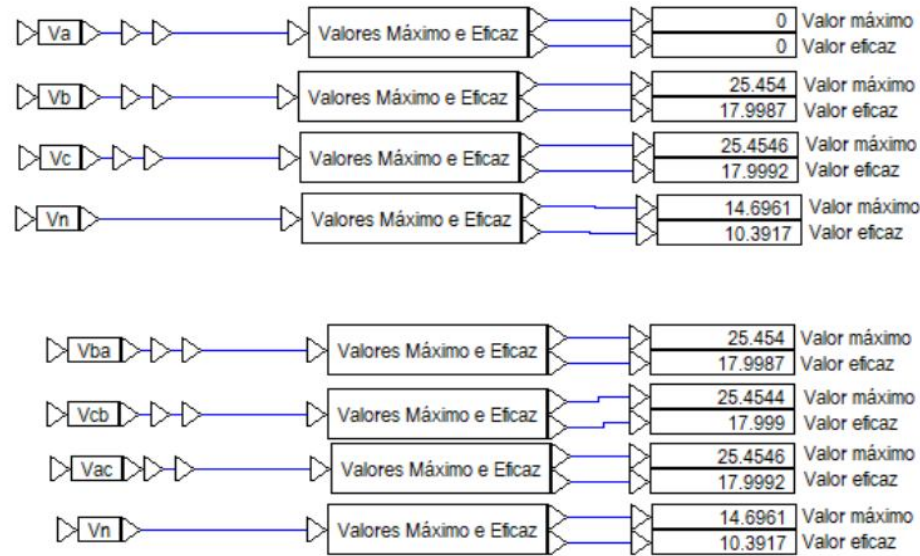 Va Valores Máximo e Eficaz 0 Valor máximo
0 Valor eficaz
Vb Valores Máximo e Eficaz 25.454 Valor máximo
17.9987 Valor eficaz
Vc Valores Máximo e Eficaz 25.4546 Valor máximo
17.9992 Valor eficaz
Vn Valores Máximo e Eficaz 14.6961 Valor máximo
10.3917 Valor eficaz
Vba Valores Máximo e Eficaz 25.454 Valor máximo
17.9987 Valor eficaz
Vcb Valores Máximo e Eficaz 25.4544 Valor máximo
17.999 Valor eficaz
Vac Valores Máximo e Eficaz 25.4546 Valor máximo
17.9992 Valor eficaz
Vn Valores Máximo e Eficaz 14.6961 Valor máximo
10.3917 Valor eficaz